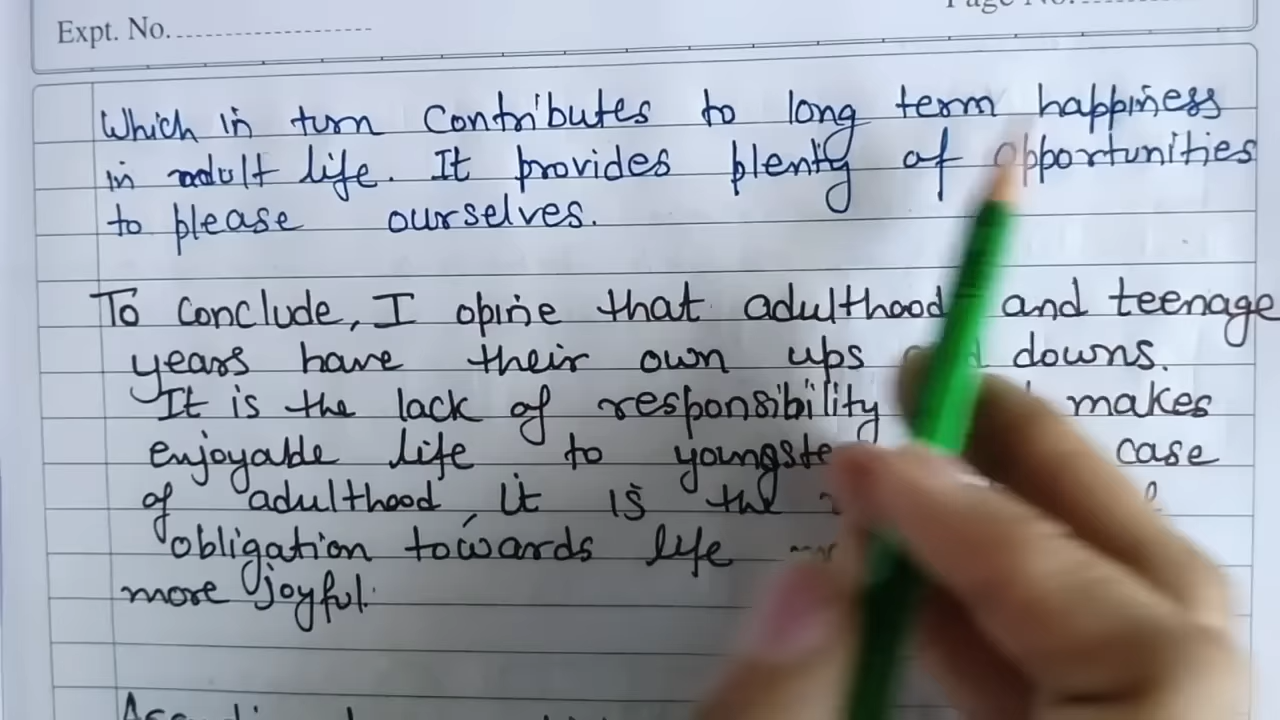 Expt. No.
Page No.
Which in turn contributes to long term happiness
in adult life. It provides plenty of opportunities
to please ourselves.
To conclude, I opine that adulthood and teenage
years have their own ups downs.
It is the lack of responsibility makes
enjoyable life to case
of adulthood, it is the
obligation towards life
more joyful.